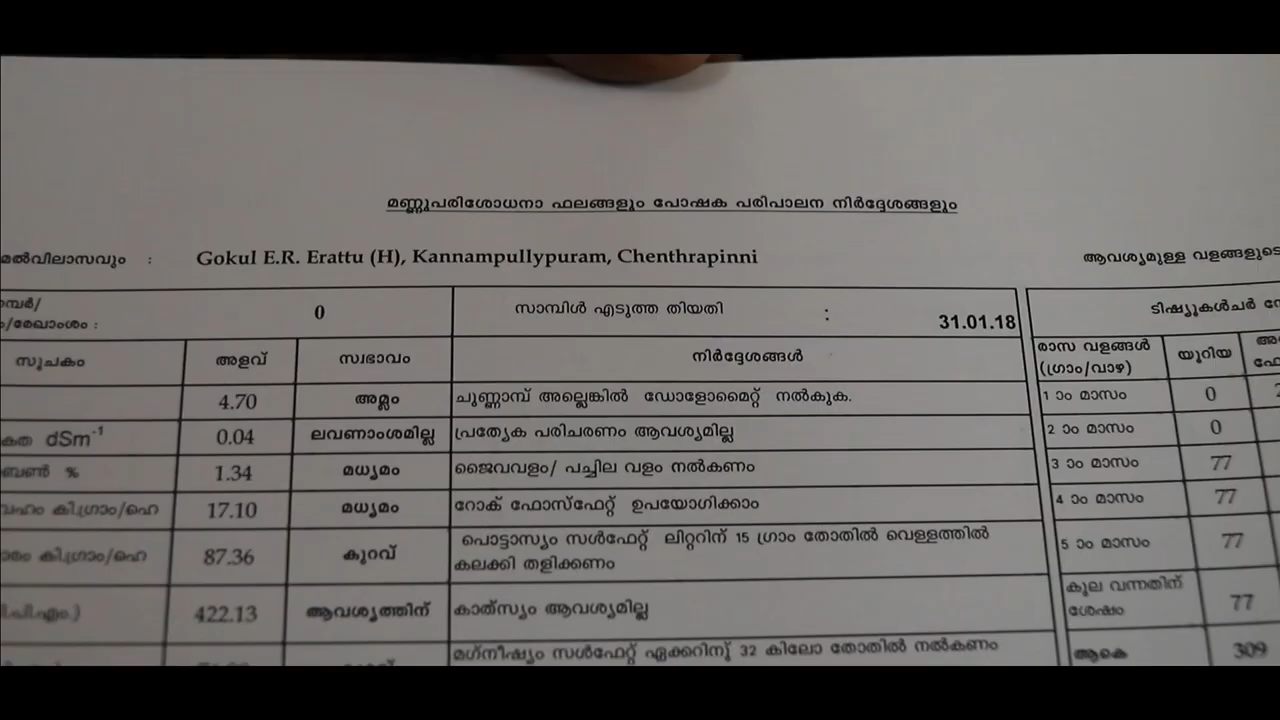 മണ്ണുപരിശോധനാ ഫലങ്ങളും പോഷക പരിപാലന നിർദ്ദേശങ്ങളും
മേൽവിലാസവും : Gokul E.R. Erattu (H), Kannampullypuram, Chenthrapinni
ആവശ്യമുള്ള വളങ്ങളുടെ
0 സാമ്പിൾ എടുത്ത തിയതി : 31.01.18
ടിഷ്യുകൾചർ
സൂചകം അളവ് സ്വഭാവം നിർദ്ദേശങ്ങൾ
രാസ വളങ്ങൾ (ഗ്രാം/വാഴ) യൂറിയ
4.70 അമ്ലം ചുണ്ണാമ്പ് അല്ലെങ്കിൽ ഡോളോമൈറ്റ് നൽകുക.
1 ാം മാസം 0
dSm-1 0.04 ലവണാംശമില്ല പ്രത്യേക പരിചരണം ആവശ്യമില്ല
2 ാം മാസം 0
% 1.34 മധ്യമം ജൈവവളം/ പച്ചില വളം നൽകണം
3 ാം മാസം 77
കി.ഗ്രാം/ഹെ 17.10 മധ്യമം റോക് ഫോസ്ഫേറ്റ് ഉപയോഗിക്കാം
4 ാം മാസം 77
കി.ഗ്രാം/ഹെ 87.36 കുറവ് പൊട്ടാസ്യം സൾഫേറ്റ് ലിറ്ററിന് 15 ഗ്രാം തോതിൽ വെള്ളത്തിൽ
കലക്കി തളിക്കണം
5 ാം മാസം 77
422.13 ആവശ്യത്തിന് കാത്സ്യം ആവശ്യമില്ല
കുല വന്നതിന്
ശേഷം 77
മഗ്നീഷ്യം സൾഫേറ്റ് ഏക്കറിനു് 32 കിലോ തോതിൽ നൽകണം
ആകെ 309